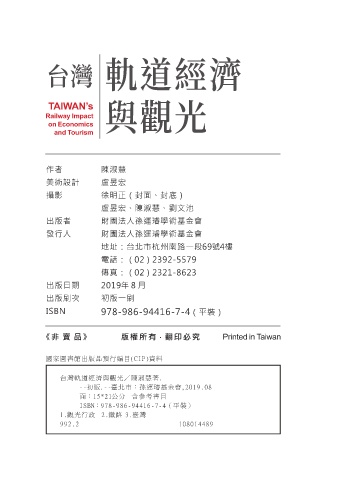 台灣
軌道經濟
與觀光
TAIWAN's
Railway Impact
on Economics
and Tourism
作者 陳淑慧
美術設計 盧昱宏
攝影 徐明正(封面、封底)
盧昱宏、陳淑慧、劉文池
出版者 財團法人孫運璿學術基金會
發行人 財團法人孫運璿學術基金會
地址:台北市杭州南路一段69號4樓
電話:(02)2392-5579
傳真:(02)2321-8623
出版日期 2019年8月
出版刷次 初版一刷
ISBN 978-986-94416-7-4(平裝)
《非賣品》 版權所有‧翻印必究 Printed in Taiwan
國家圖書館出版品預行編目(CIP)資料
台灣軌道經濟與觀光/陳淑慧著.
--初版.--臺北市:孫運璿基金會,2019.08
面;15*21公分 含參考書目
ISBN:978-986-94416-7-4(平裝)
1.觀光行政 2.鐵路 3.臺灣
992.2 108014489